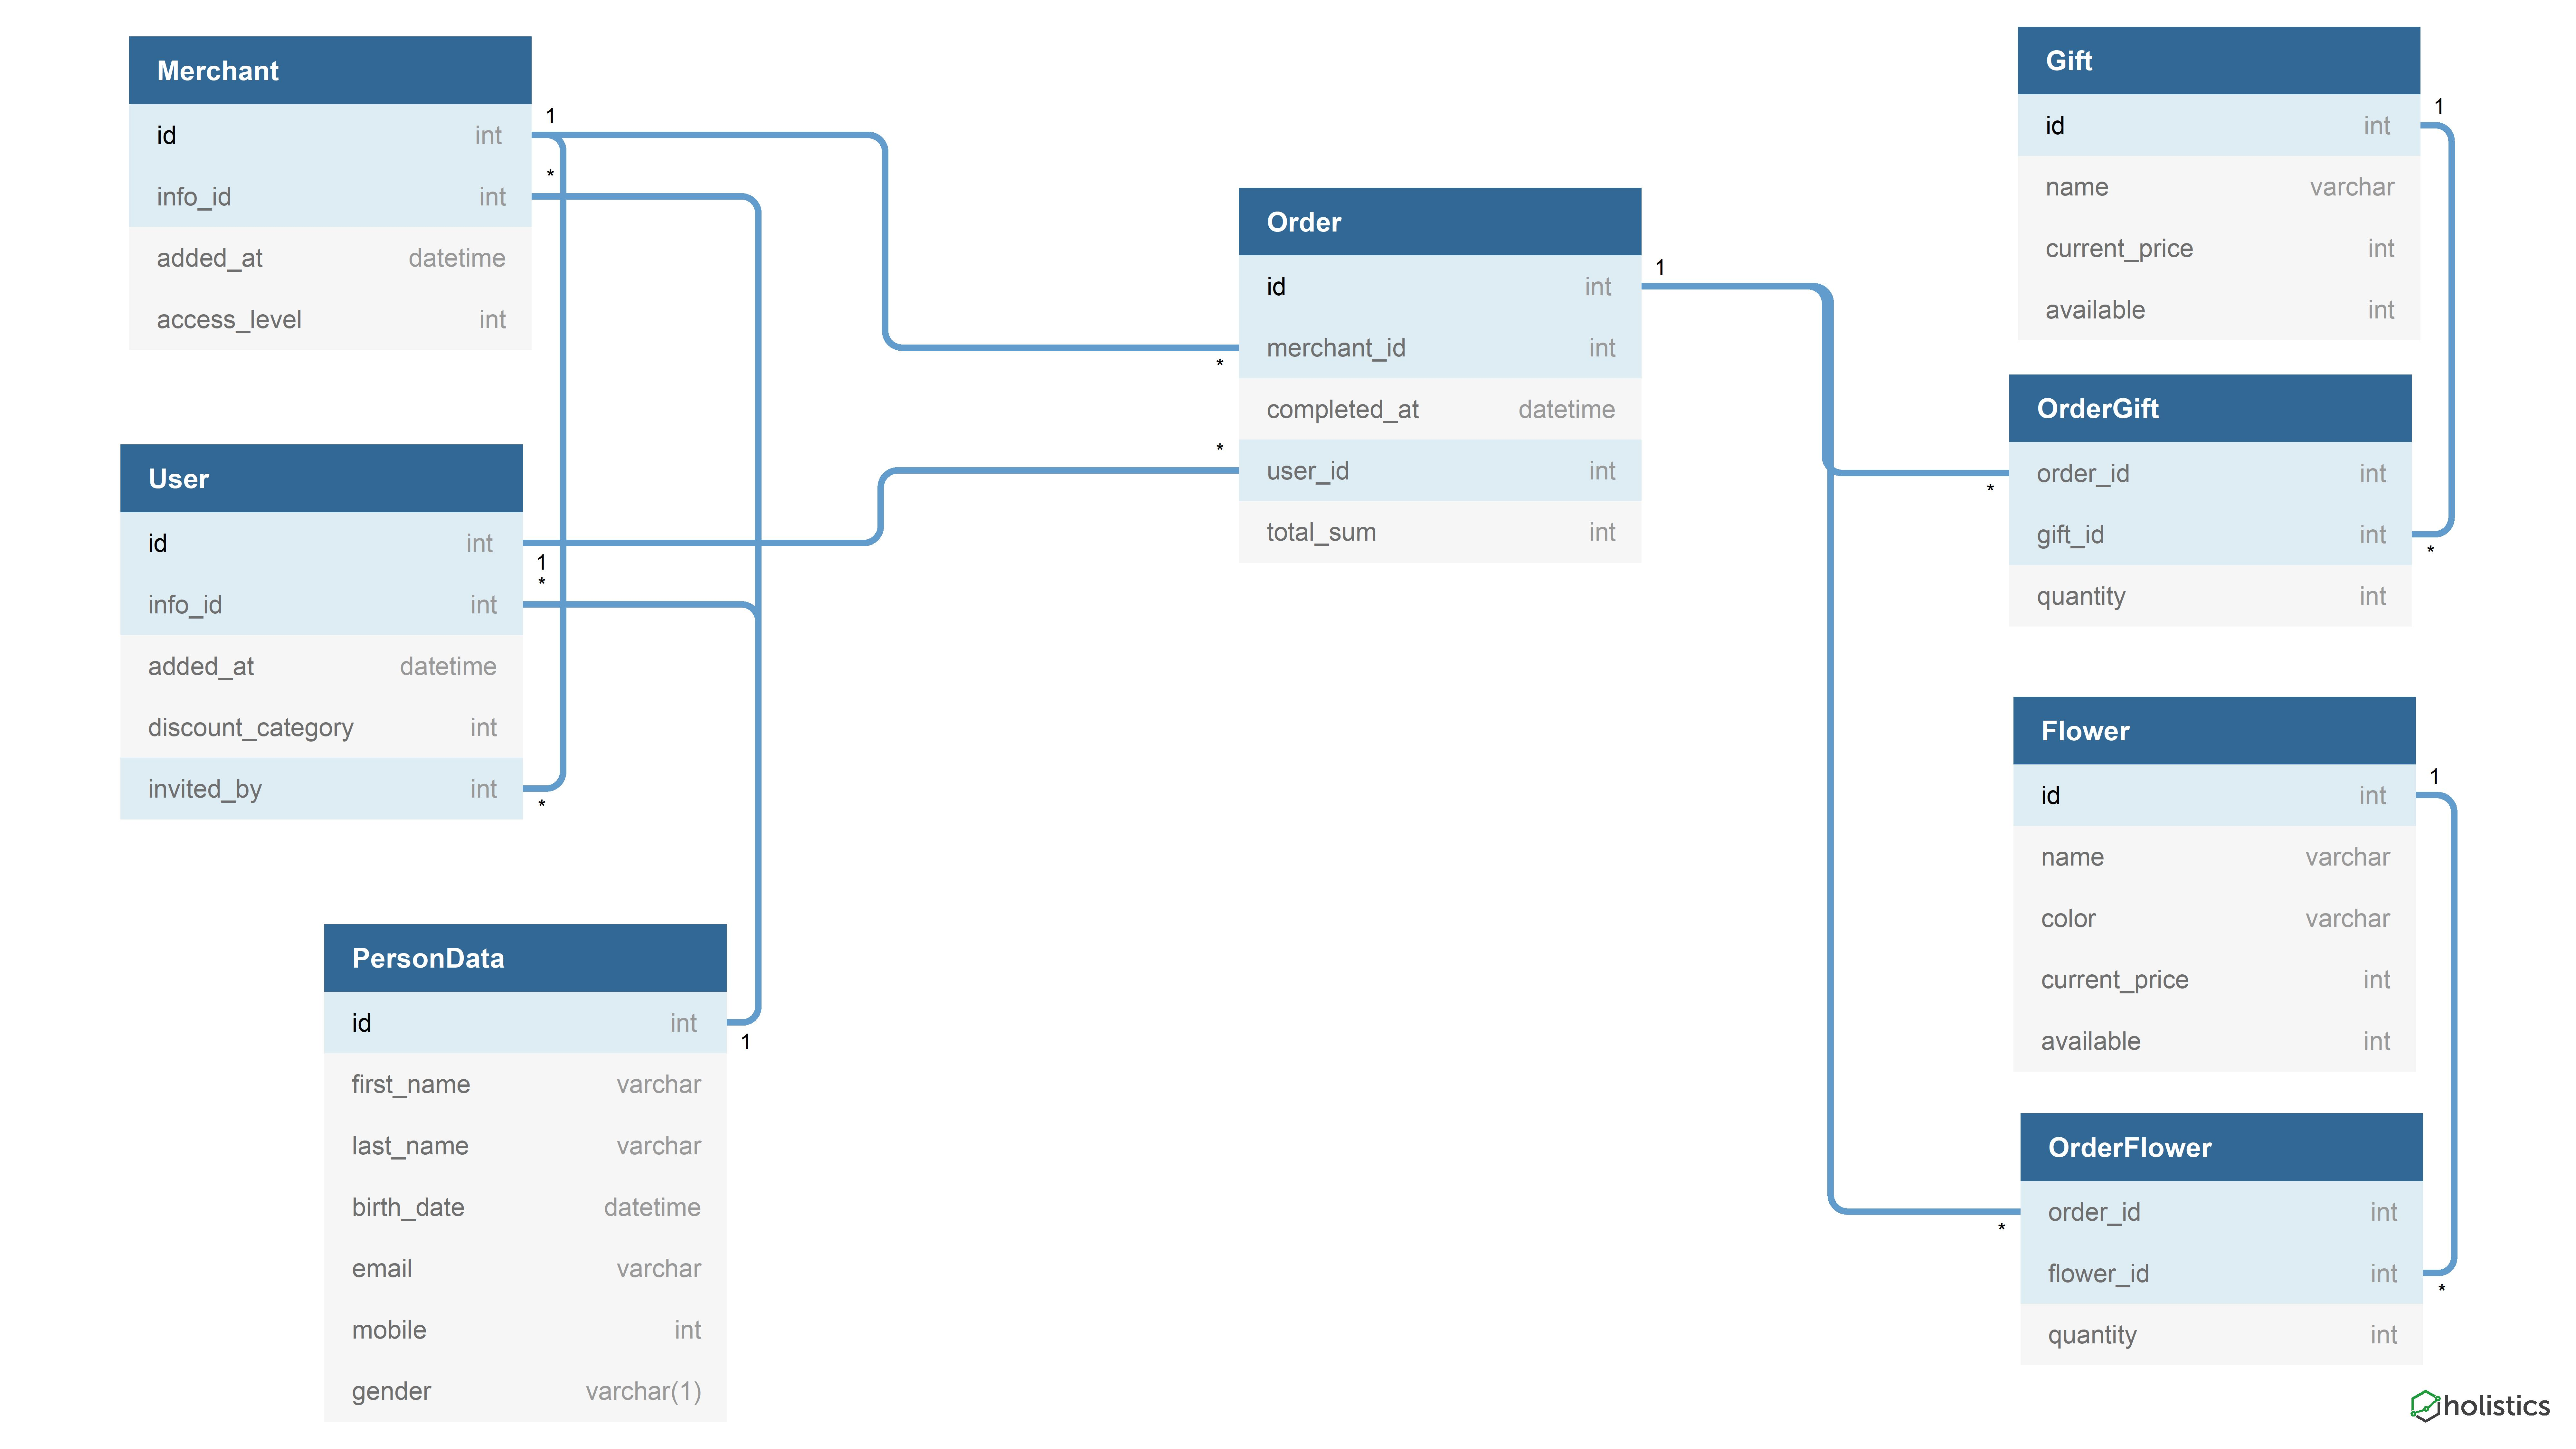 Merchant
1
id int
*
info_id int
added_at datetime
access_level int
User
id int
1
*
info_id int
added_at datetime
discount_category int
invited_by int
*
PersonData
id int
1
first_name varchar
last_name varchar
birth_date datetime
email varchar
mobile int
gender varchar(1)
Order
1
id int
merchant_id int
*
completed_at datetime
*
user_id int
total_sum int
Gift
1
id int
name varchar
current_price int
available int
OrderGift
order_id int
*
gift_id int
*
quantity int
Flower
1
id int
name varchar
color varchar
current_price int
available int
OrderFlower
order_id int
*
flower_id int
*
quantity int
holistics